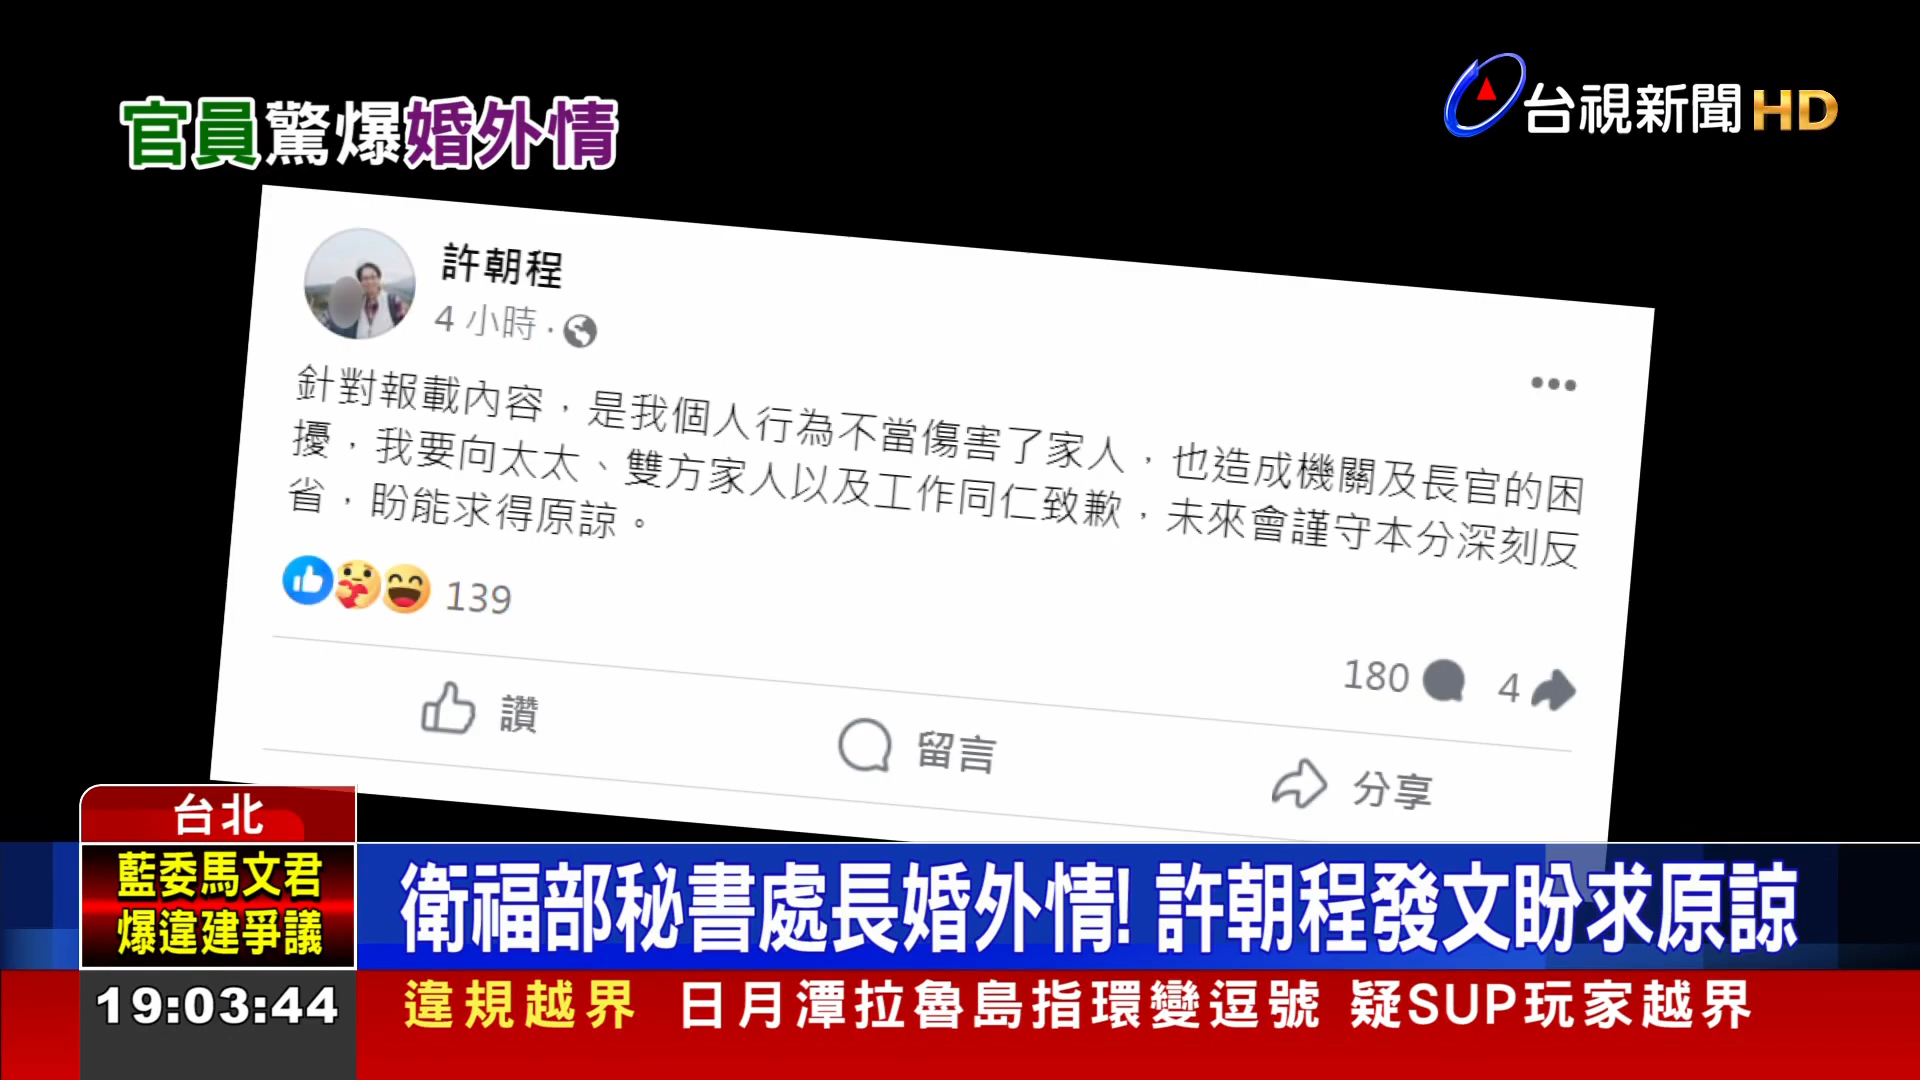 官員驚爆婚外情
台視新聞HD
許朝程
4 小時 ·
針對報載內容，是我個人行為不當傷害了家人，也造成機關及長官的困
擾，我要向太太、雙方家人以及工作同仁致歉，未來會謹守本分深刻反
省，盼能求得原諒。
139
180 4
讚 留言 分享
台北
藍委馬文君
爆違建爭議
衛福部秘書處長婚外情! 許朝程發文盼求原諒
19:03:44
違規越界 日月潭拉魯島指環變逗號 疑SUP玩家越界